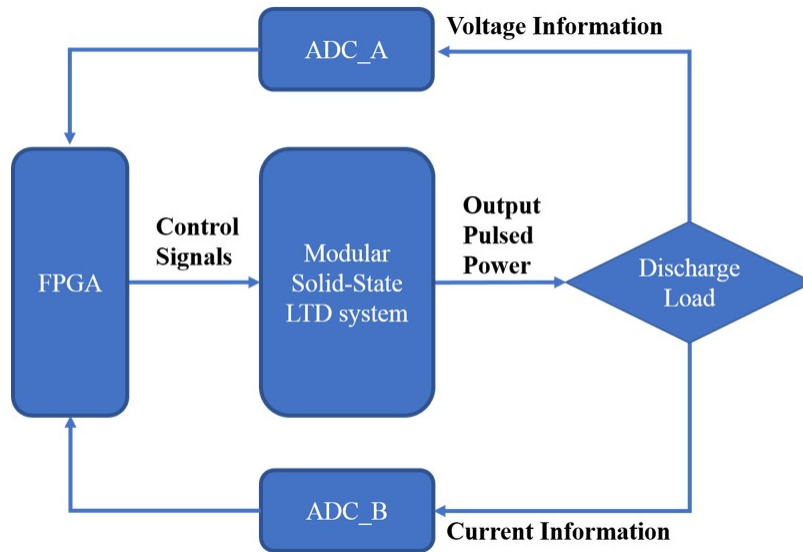 Voltage Information
ADC_A
Control
Signals
Output
Pulsed
Power
FPGA
Modular
Solid-State
LTD system
Discharge
Load
ADC_B
Current Information